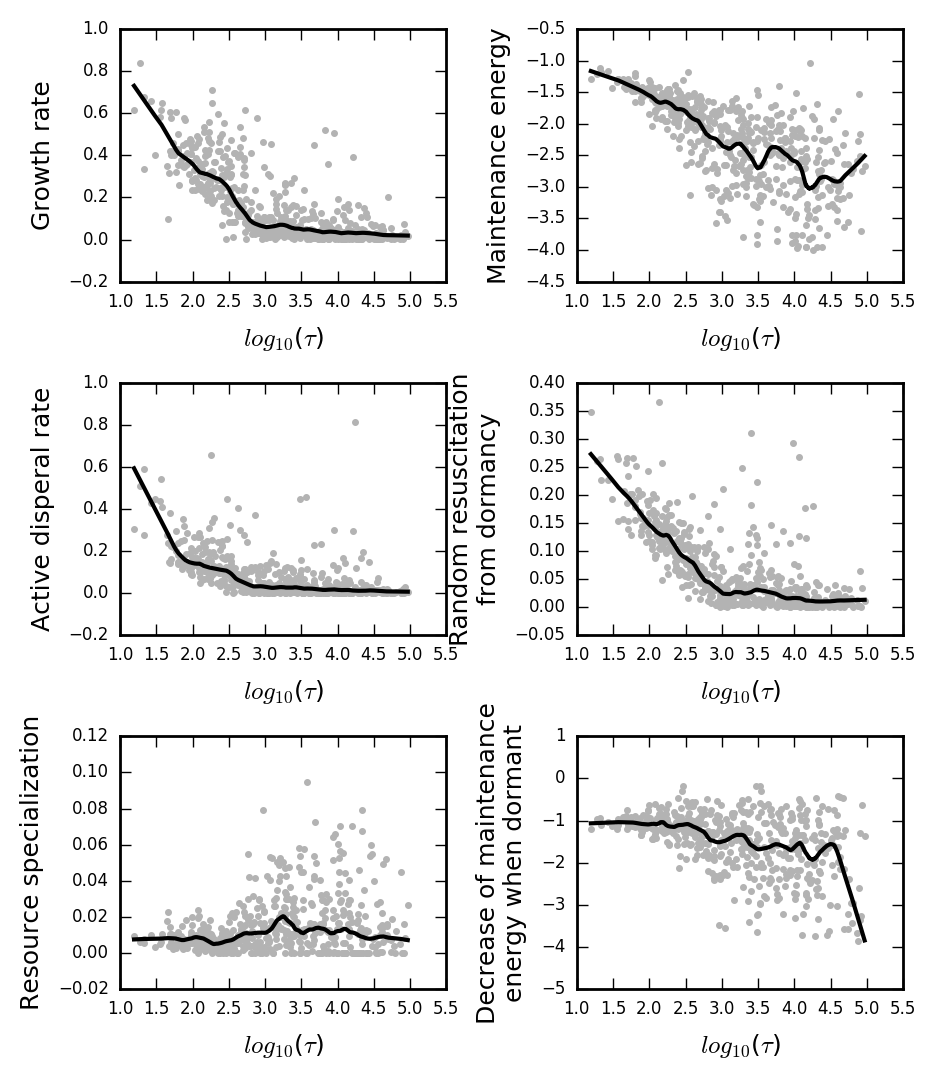 Growth rate
1.0
0.8
0.6
0.4
0.2
0.0
−0.2
1.0 1.5 2.0 2.5 3.0 3.5 4.0 4.5 5.0 5.5
log₁₀(τ)
Maintenance energy
−0.5
−1.0
−1.5
−2.0
−2.5
−3.0
−3.5
−4.0
−4.5
1.0 1.5 2.0 2.5 3.0 3.5 4.0 4.5 5.0 5.5
log₁₀(τ)
Active disperal rate
1.0
0.8
0.6
0.4
0.2
0.0
−0.2
1.0 1.5 2.0 2.5 3.0 3.5 4.0 4.5 5.0 5.5
log₁₀(τ)
Random resuscitation
from dormancy
0.40
0.35
0.30
0.25
0.20
0.15
0.10
0.05
0.00
−0.05
1.0 1.5 2.0 2.5 3.0 3.5 4.0 4.5 5.0 5.5
log₁₀(τ)
Resource specialization
0.12
0.10
0.08
0.06
0.04
0.02
0.00
−0.02
1.0 1.5 2.0 2.5 3.0 3.5 4.0 4.5 5.0 5.5
log₁₀(τ)
Decrease of maintenance
energy when dormant
1
0
−1
−2
−3
−4
−5
1.0 1.5 2.0 2.5 3.0 3.5 4.0 4.5 5.0 5.5
log₁₀(τ)